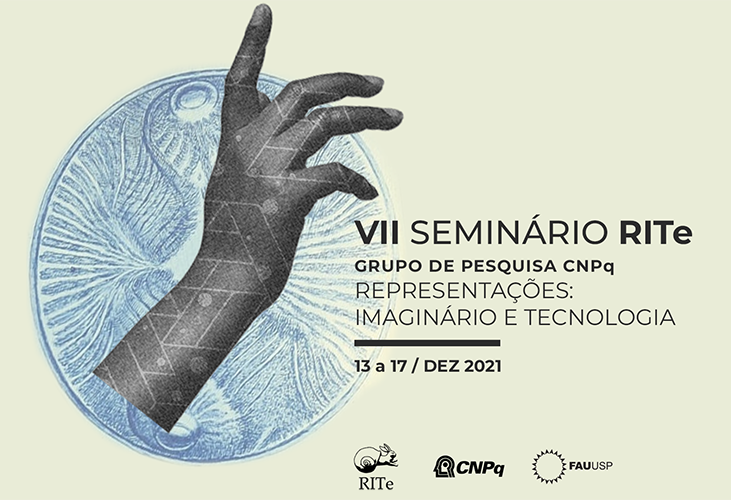 VII SEMINÁRIO RITe
GRUPO DE PESQUISA CNPq
REPRESENTAÇÕES:
IMAGINÁRIO E TECNOLOGIA
13 a 17 / DEZ 2021
RITe
CNPq
FAUUSP